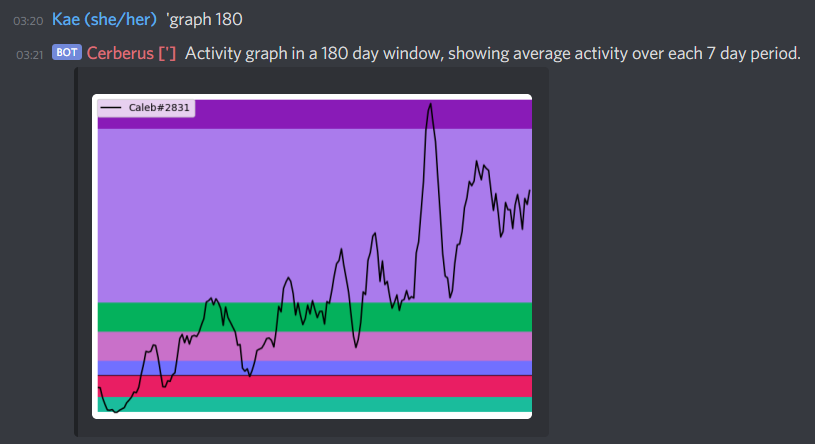 03:20 Kae (she/her) 'graph 180
03:21 BOT Cerberus ['] Activity graph in a 180 day window, showing average activity over each 7 day period.
Caleb#2831